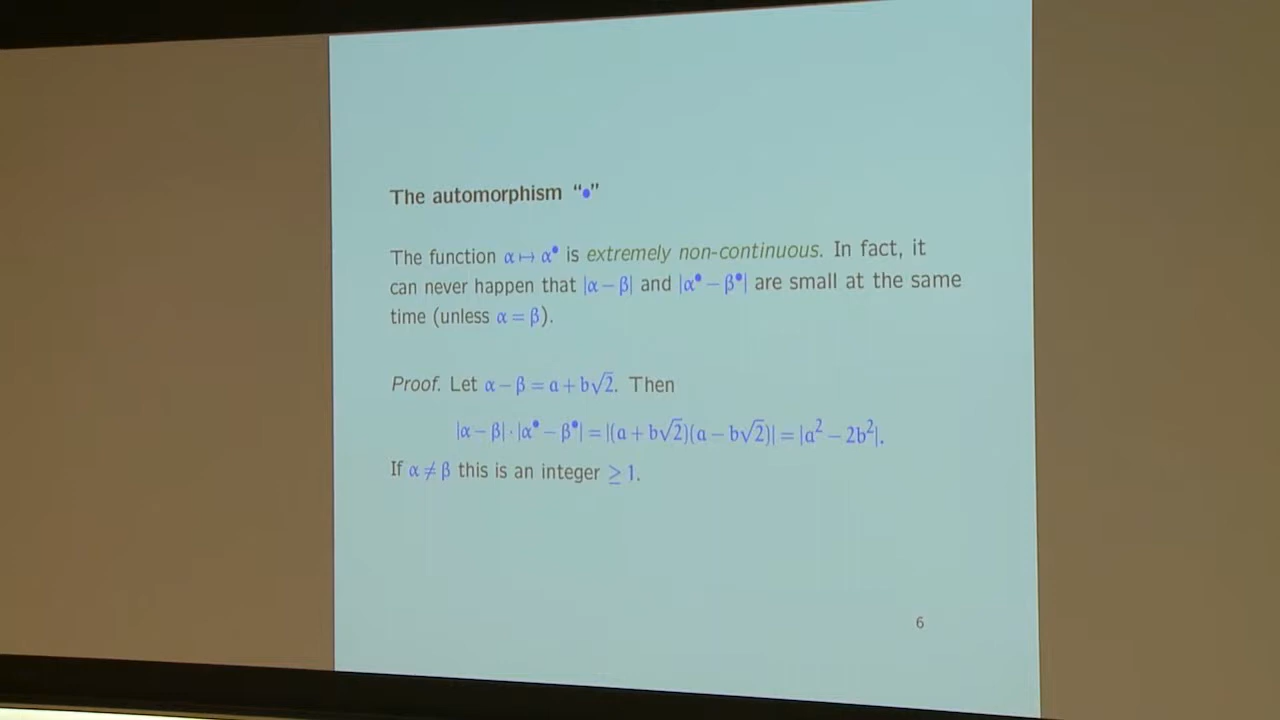 The automorphism “•”
The function α ↦ α• is extremely non-continuous. In fact, it
can never happen that |α − β| and |α• − β•| are small at the same
time (unless α = β).
Proof. Let α − β = a + b√2. Then
|α − β| · |α• − β•| = |(a + b√2)(a − b√2)| = |a² − 2b²|.
If α ≠ β this is an integer ≥ 1.
6